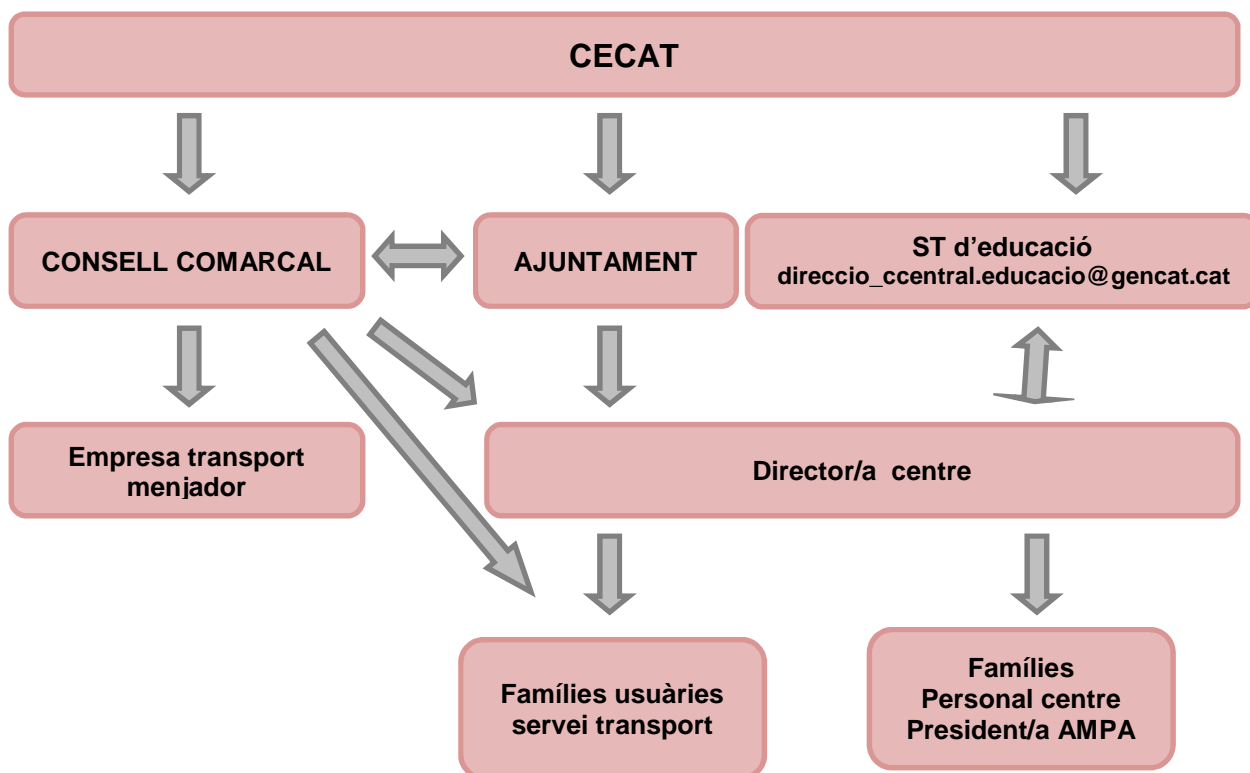 CECAT
CONSELL COMARCAL
AJUNTAMENT
ST d’educació
direccio_ccentral.educacio@gencat.cat
Empresa transport
menjador
Director/a centre
Famílies usuàries
servei transport
Famílies
Personal centre
President/a AMPA